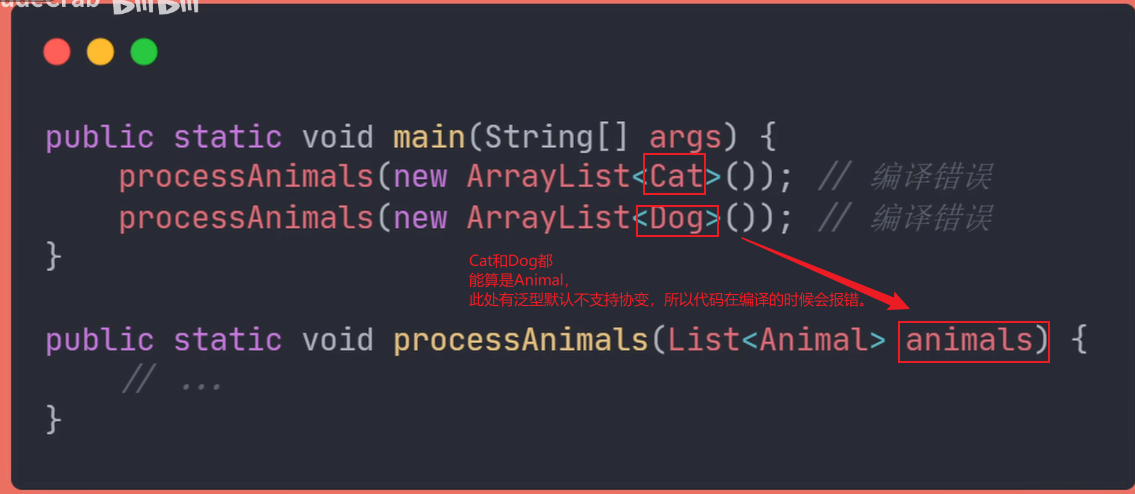 BiliBili
public static void main(String[] args) {
processAnimals(new ArrayList<Cat>()); // 编译错误
processAnimals(new ArrayList<Dog>()); // 编译错误
}
Cat和Dog都
能算是Animal，
此处有泛型默认不支持协变，所以代码在编译的时候会报错。
public static void processAnimals(List<Animal> animals) {
// ...
}